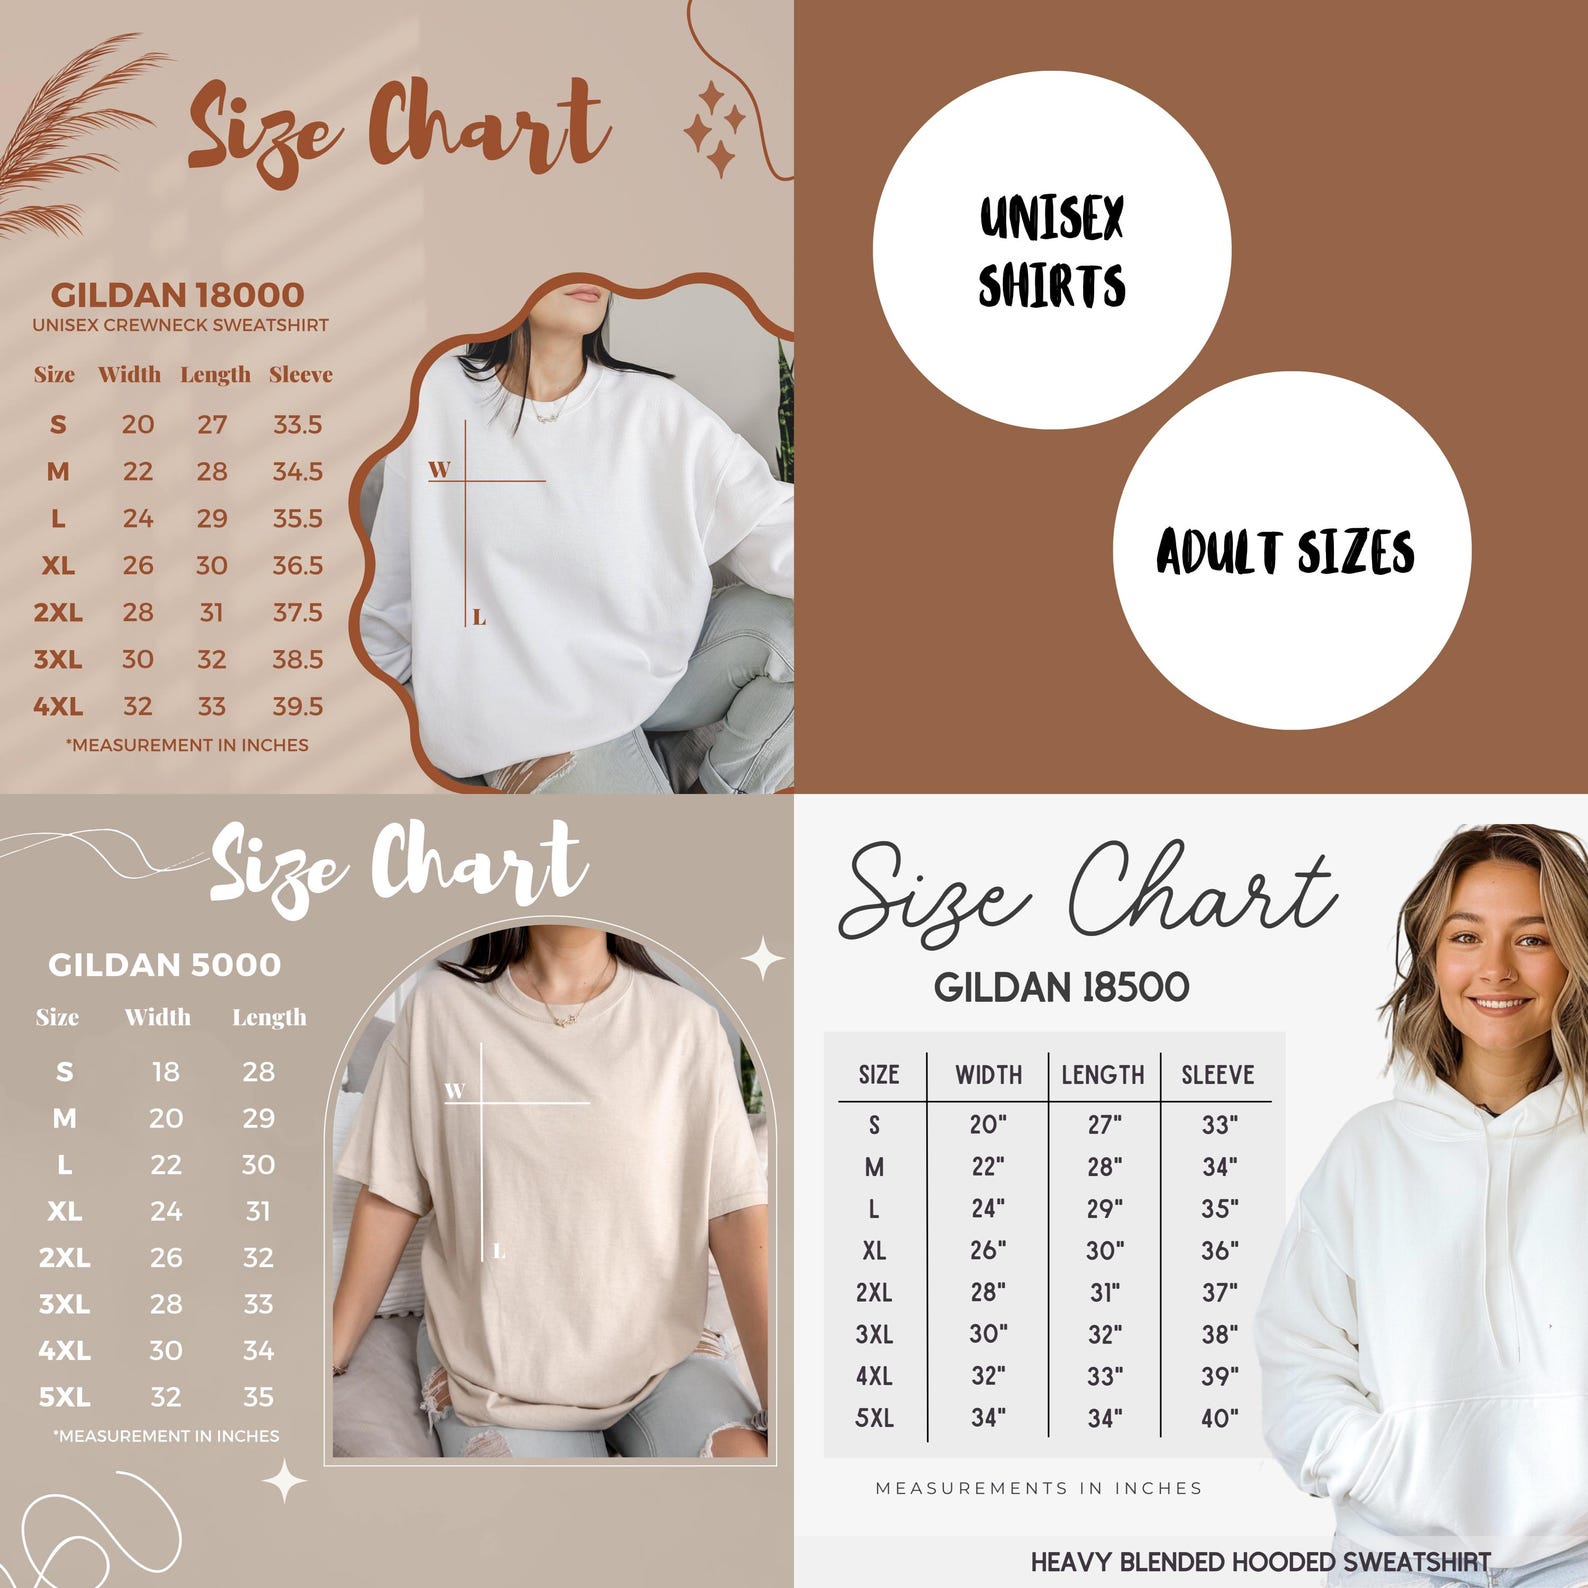 Size Chart
GILDAN 18000
UNISEX CREWNECK SWEATSHIRT
Size Width Length Sleeve
S 20 27 33.5
M 22 28 34.5
L 24 29 35.5
XL 26 30 36.5
2XL 28 31 37.5
3XL 30 32 38.5
4XL 32 33 39.5
*MEASUREMENT IN INCHES
W
L
UNISEX
SHIRTS
ADULT SIZES
Size Chart
GILDAN 5000
Size Width Length
S 18 28
M 20 29
L 22 30
XL 24 31
2XL 26 32
3XL 28 33
4XL 30 34
5XL 32 35
*MEASUREMENT IN INCHES
W
L
Size Chart
GILDAN 18500
SIZE WIDTH LENGTH SLEEVE
S 20" 27" 33"
M 22" 28" 34"
L 24" 29" 35"
XL 26" 30" 36"
2XL 28" 31" 37"
3XL 30" 32" 38"
4XL 32" 33" 39"
5XL 34" 34" 40"
MEASUREMENTS IN INCHES
HEAVY BLENDED HOODED SWEATSHIRT